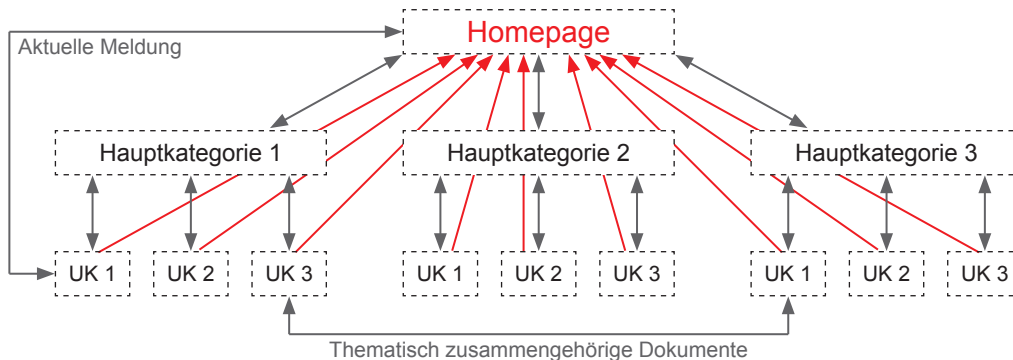 Homepage
Aktuelle Meldung
Hauptkategorie 1
Hauptkategorie 2
Hauptkategorie 3
UK 1
UK 2
UK 3
UK 1
UK 2
UK 3
UK 1
UK 2
UK 3
Thematisch zusammengehörige Dokumente